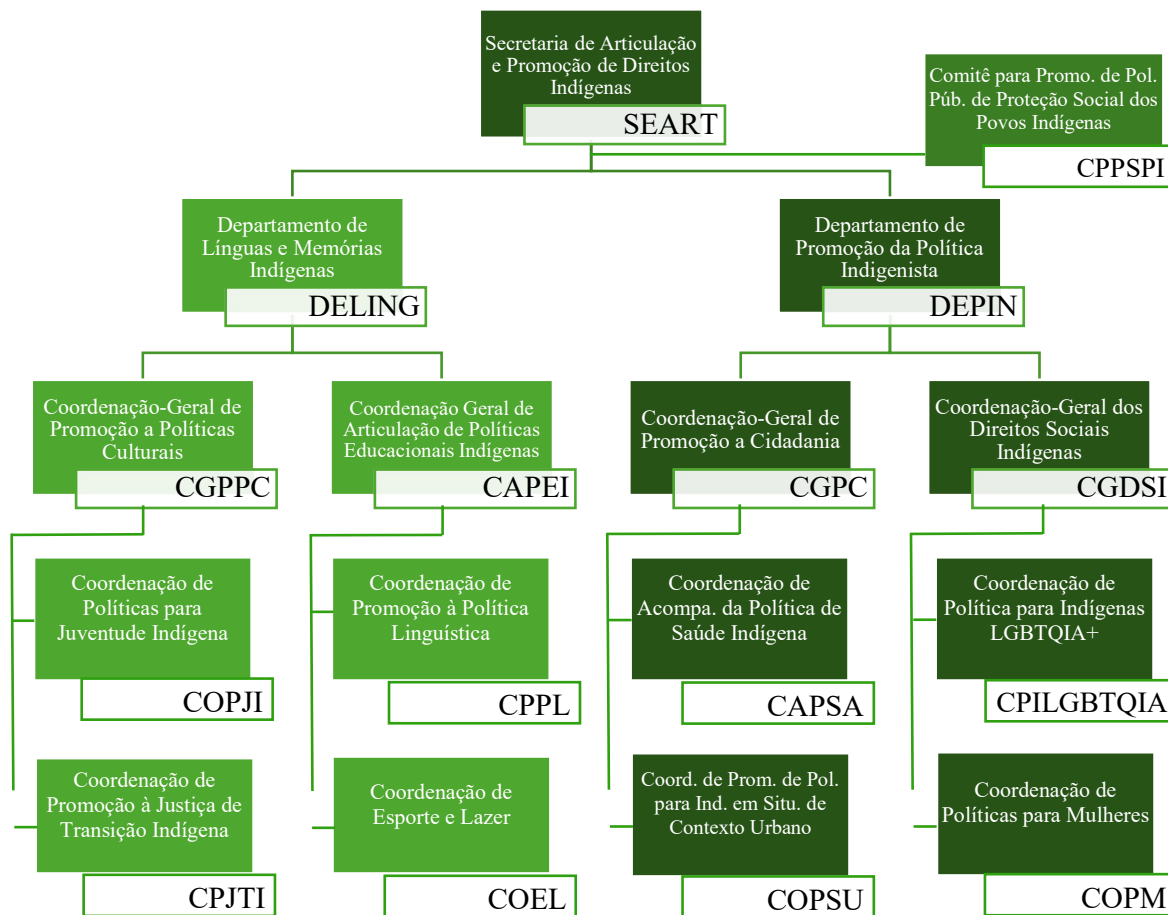 Secretaria de Articulação
e Promoção de Direitos
Indígenas
SEART
Comitê para Promo. de Pol.
Púb. de Proteção Social dos
Povos Indígenas
CPPSPI
Departamento de
Línguas e Memórias
Indígenas
DELING
Departamento de
Promoção da Política
Indigenista
DEPIN
Coordenação-Geral de
Promoção a Políticas
Culturais
CGPPC
Coordenação Geral de
Articulação de Políticas
Educacionais Indígenas
CAPEI
Coordenação-Geral de
Promoção a Cidadania
CGPC
Coordenação-Geral dos
Direitos Sociais
Indígenas
CGDSI
Coordenação de
Políticas para
Juventude Indígena
COPJI
Coordenação de
Promoção à Política
Linguística
CPPL
Coordenação de
Acompa. da Política de
Saúde Indígena
CAPSA
Coordenação de
Política para Indígenas
LGBTQIA+
CPILGBTQIA
Coordenação de
Promoção à Justiça de
Transição Indígena
CPJTI
Coordenação de
Esporte e Lazer
COEL
Coord. de Prom. de Pol.
para Ind. em Situ. de
Contexto Urbano
COPSU
Coordenação de
Políticas para Mulheres
COPM